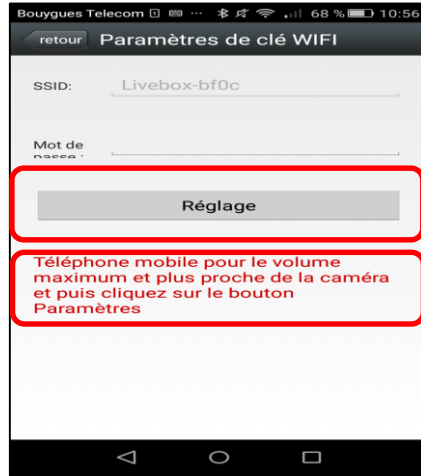 Bouygues Telecom ... 68 % 10:56
retour Paramètres de clé WIFI
SSID: Livebox-bf0c
Mot de
passe :
Réglage
Téléphone mobile pour le volume
maximum et plus proche de la caméra
et puis cliquez sur le bouton
Paramètres